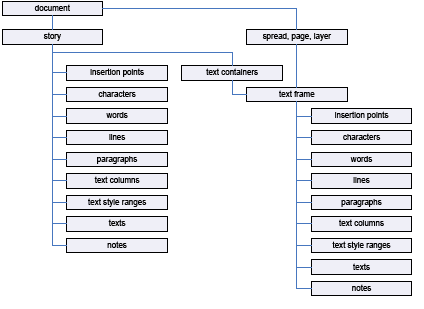 document
story
spread, page, layer
insertion points
text containers
characters
text frame
words
insertion points
lines
characters
paragraphs
words
text columns
lines
text style ranges
paragraphs
texts
text columns
notes
text style ranges
texts
notes